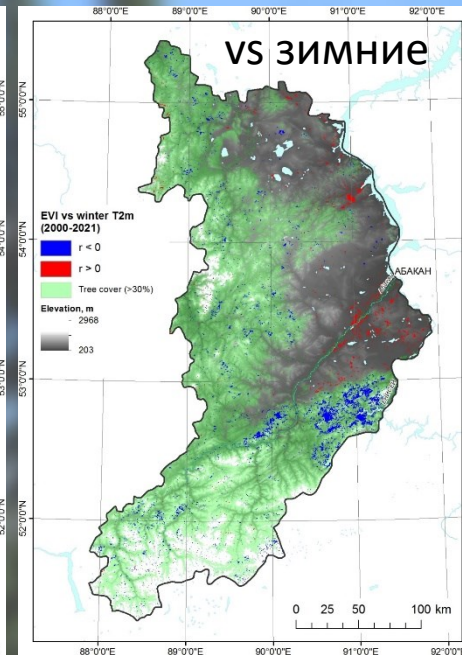 88°0'0"E 89°0'0"E 90°0'0"E 91°0'0"E 92°0'0"E
vs зимние
55°0'0"N
54°0'0"N
53°0'0"N
52°0'0"N
EVI vs winter T2m
(2000-2021)
r < 0
r > 0
Tree cover (>30%)
Elevation, m
2968
203
АБАКАН
0 25 50 100 km
88°0'0"E 89°0'0"E 90°0'0"E 91°0'0"E